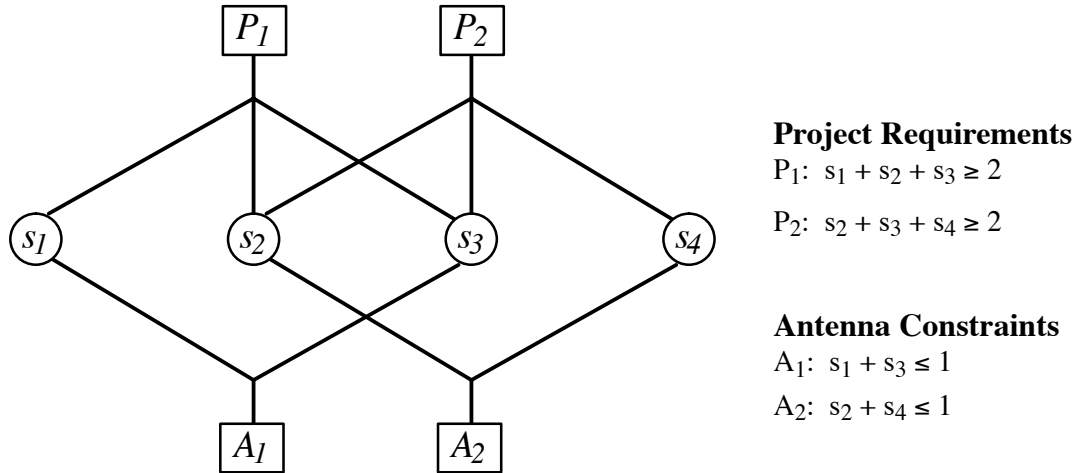 P₁ P₂
Project Requirements
P₁: s₁ + s₂ + s₃ ≥ 2
P₂: s₂ + s₃ + s₄ ≥ 2
s₁ s₂ s₃ s₄
Antenna Constraints
A₁: s₁ + s₃ ≤ 1
A₂: s₂ + s₄ ≤ 1
A₁ A₂